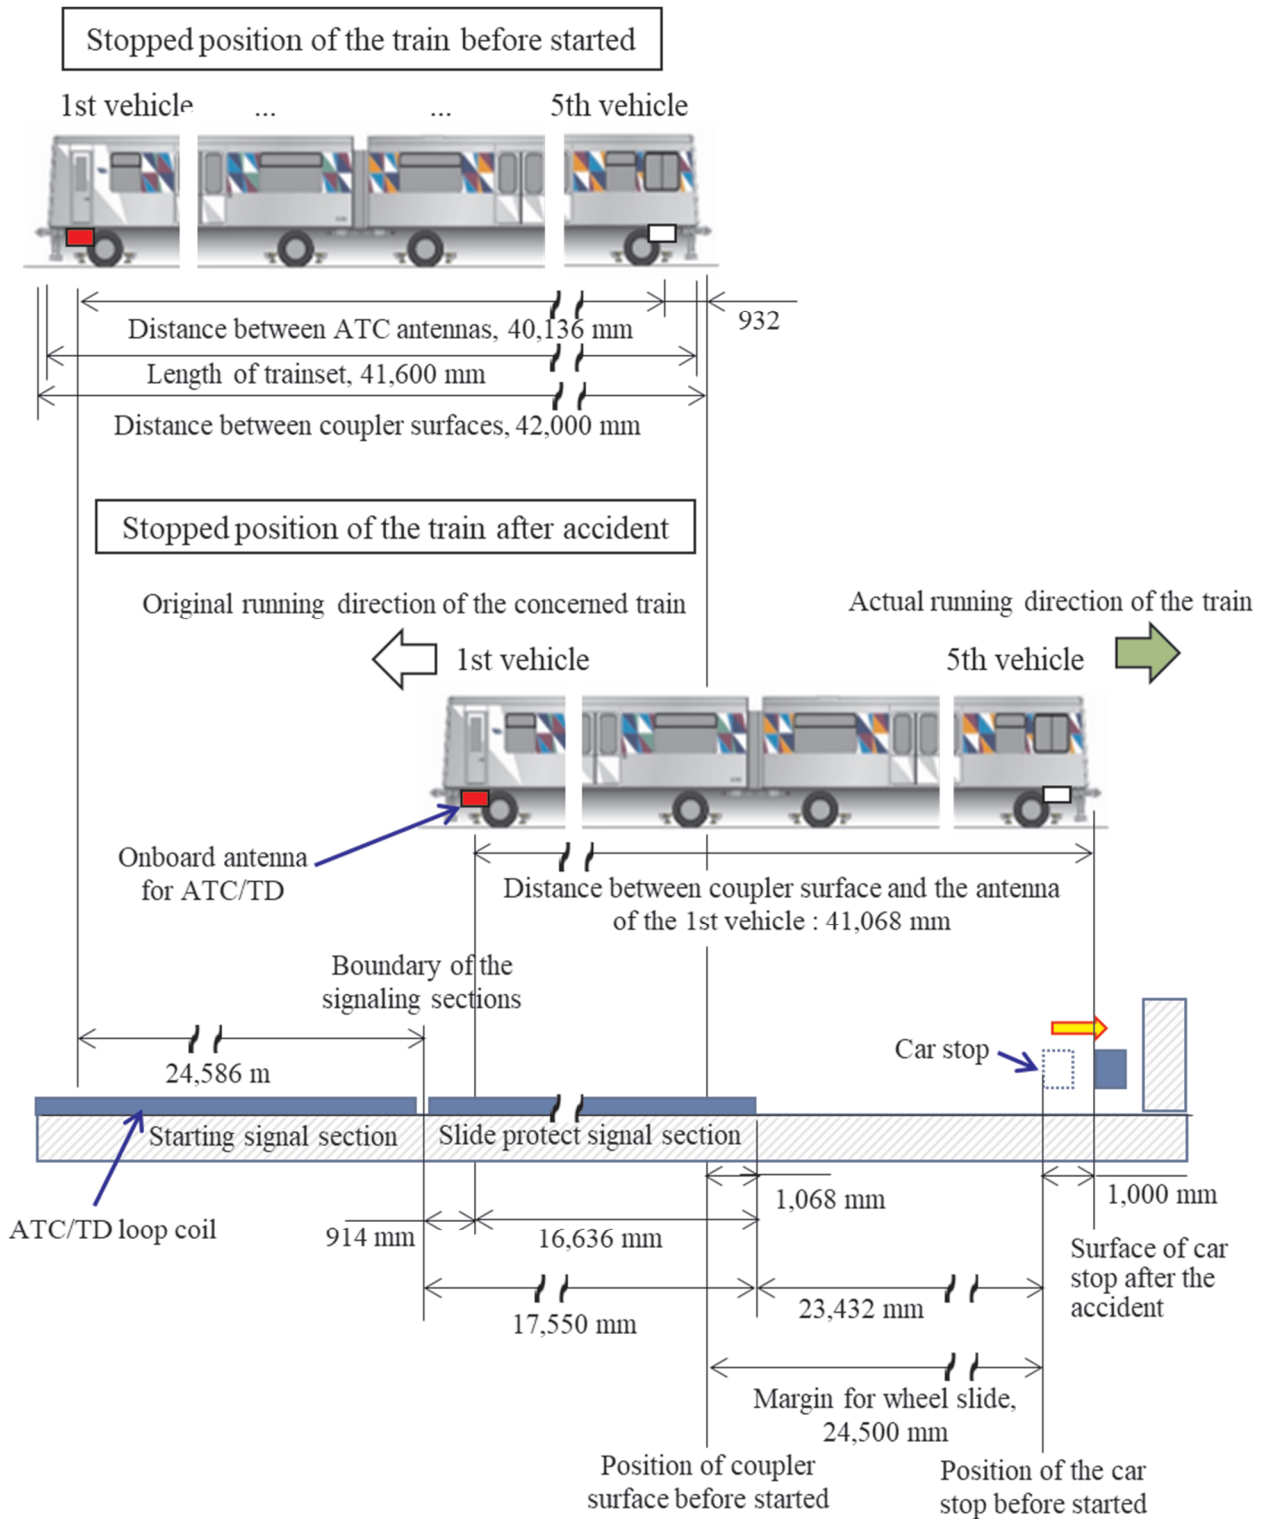 Stopped position of the train before started
1st vehicle
...
...
5th vehicle
932
Distance between ATC antennas, 40,136 mm
Length of trainset, 41,600 mm
Distance between coupler surfaces, 42,000 mm
Stopped position of the train after accident
Original running direction of the concerned train
Actual running direction of the train
1st vehicle
5th vehicle
Onboard antenna
for ATC/TD
Distance between coupler surface and the antenna
of the 1st vehicle : 41,068 mm
Boundary of the
signaling sections
Car stop
24,586 m
Starting signal section
Slide protect signal section
ATC/TD loop coil
914 mm
16,636 mm
1,068 mm
1,000 mm
Surface of car
stop after the
accident
17,550 mm
23,432 mm
Margin for wheel slide,
24,500 mm
Position of coupler
surface before started
Position of the car
stop before started